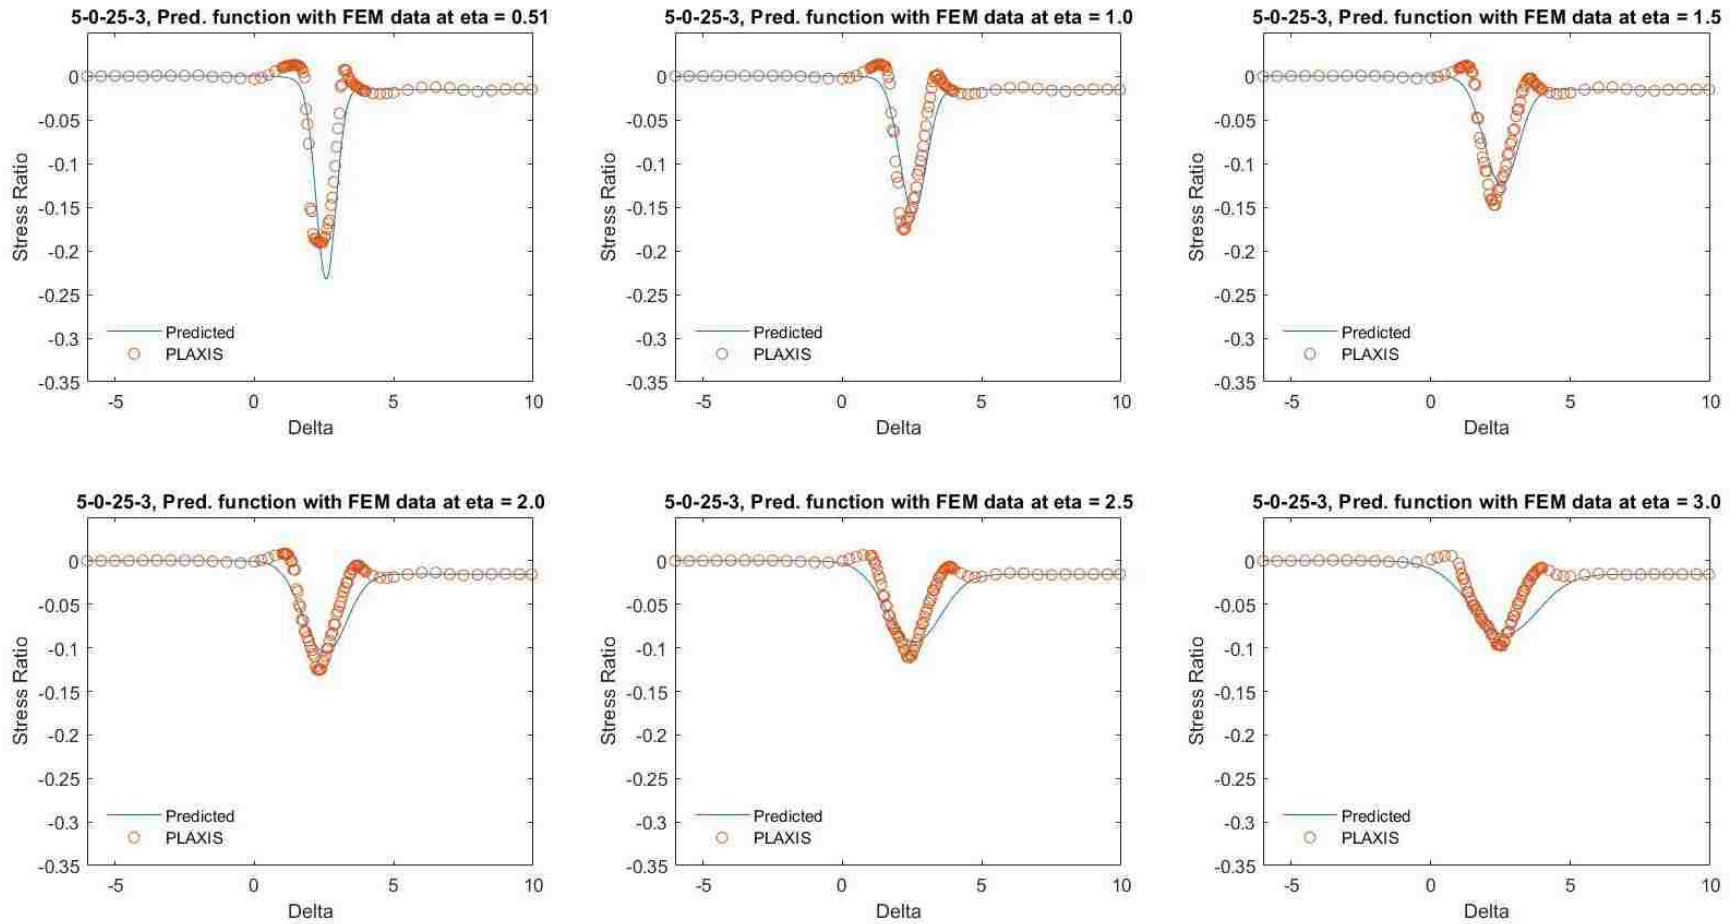 5-0-25-3, Pred. function with FEM data at eta = 0.51
0
-0.05
-0.1
-0.15
-0.2
-0.25
-0.3
-0.35
Stress Ratio
Predicted
PLAXIS
-5 0 5 10
Delta
5-0-25-3, Pred. function with FEM data at eta = 1.0
0
-0.05
-0.1
-0.15
-0.2
-0.25
-0.3
-0.35
Stress Ratio
Predicted
PLAXIS
-5 0 5 10
Delta
5-0-25-3, Pred. function with FEM data at eta = 1.5
0
-0.05
-0.1
-0.15
-0.2
-0.25
-0.3
-0.35
Stress Ratio
Predicted
PLAXIS
-5 0 5 10
Delta
5-0-25-3, Pred. function with FEM data at eta = 2.0
0
-0.05
-0.1
-0.15
-0.2
-0.25
-0.3
-0.35
Stress Ratio
Predicted
PLAXIS
-5 0 5 10
Delta
5-0-25-3, Pred. function with FEM data at eta = 2.5
0
-0.05
-0.1
-0.15
-0.2
-0.25
-0.3
-0.35
Stress Ratio
Predicted
PLAXIS
-5 0 5 10
Delta
5-0-25-3, Pred. function with FEM data at eta = 3.0
0
-0.05
-0.1
-0.15
-0.2
-0.25
-0.3
-0.35
Stress Ratio
Predicted
PLAXIS
-5 0 5 10
Delta